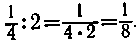 1/4 : 2 = 1/(4·2) = 1/8.